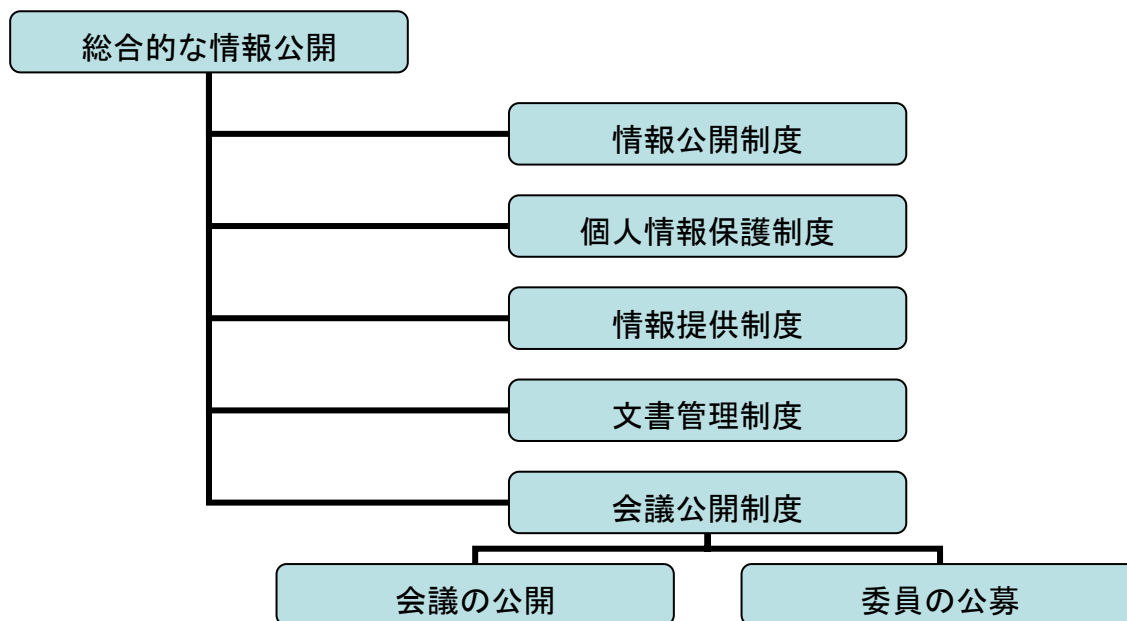 総合的な情報公開
情報公開制度
個人情報保護制度
情報提供制度
文書管理制度
会議公開制度
会議の公開
委員の公募